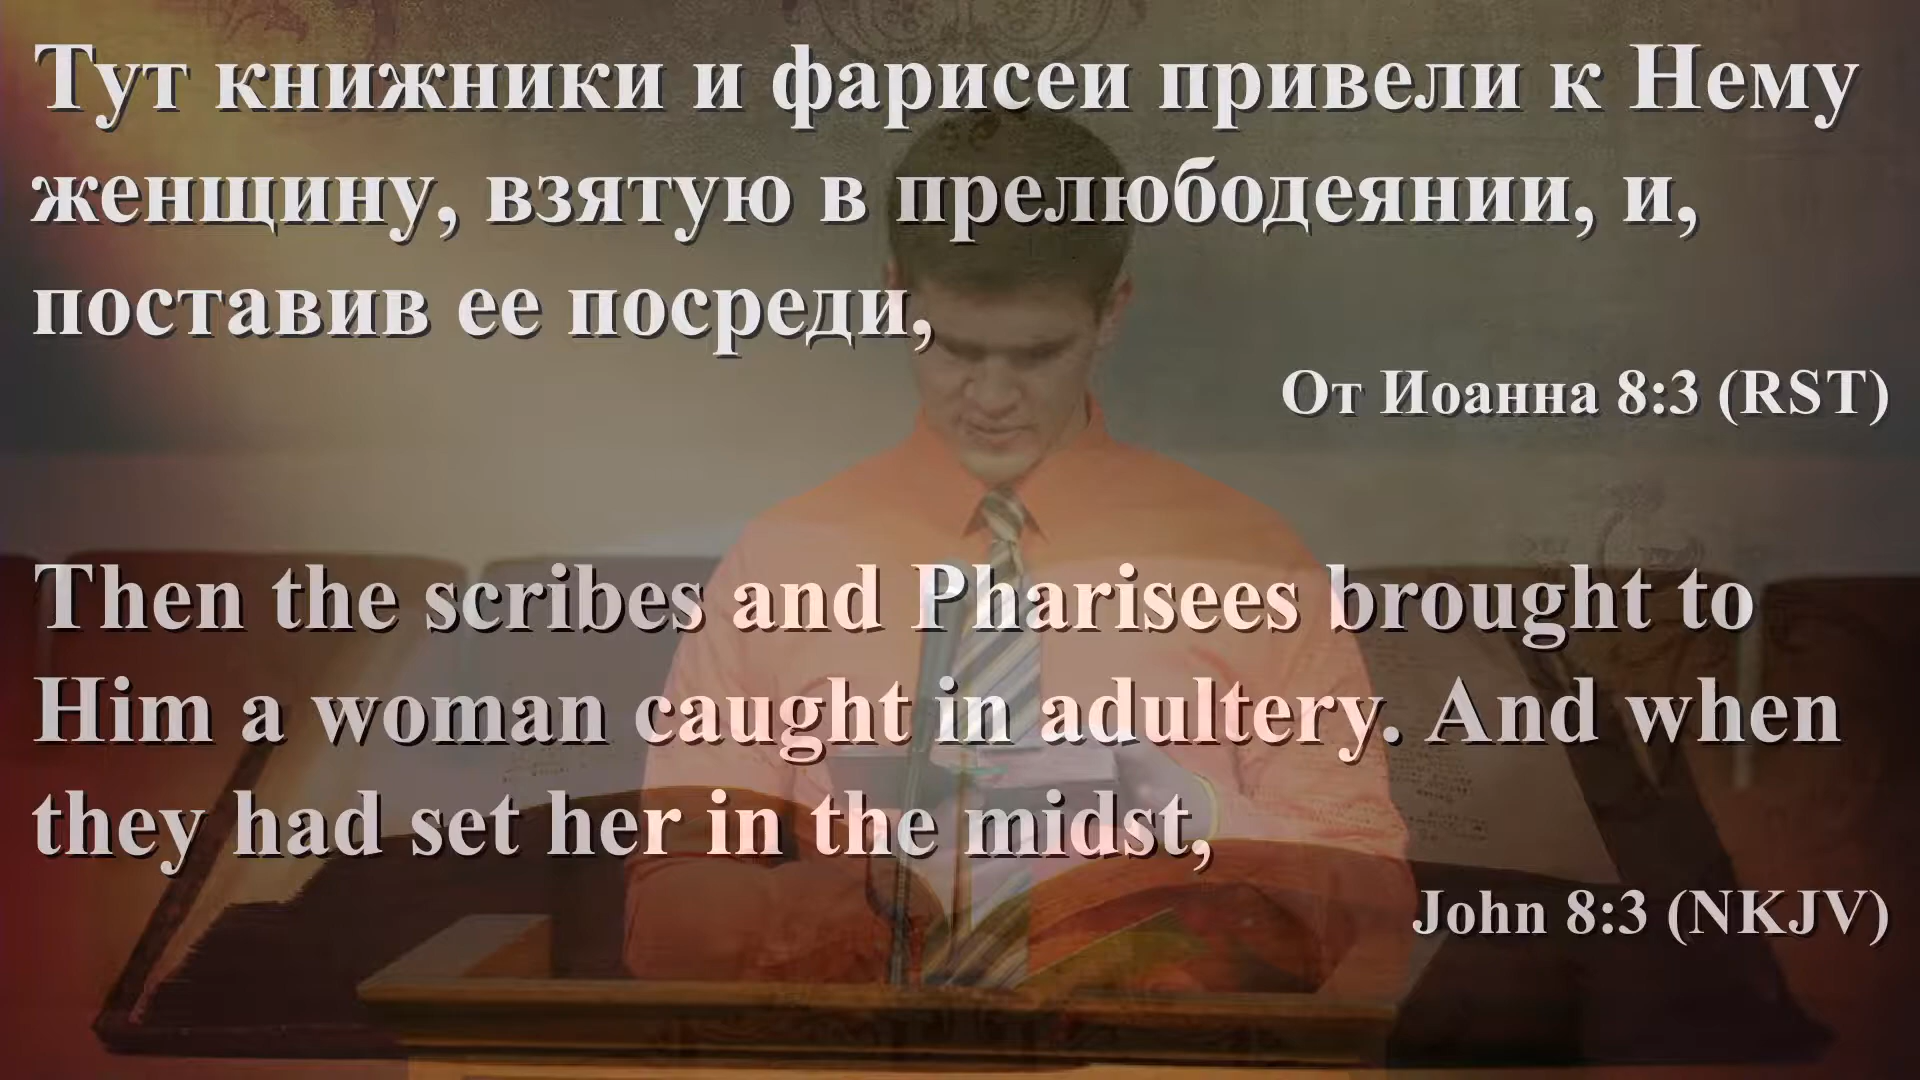 Тут книжники и фарисеи привели к Нему
женщину, взятую в прелюбодеянии, и,
поставив ее посреди,
От Иоанна 8:3 (RST)
Then the scribes and Pharisees brought to
Him a woman caught in adultery. And when
they had set her in the midst,
John 8:3 (NKJV)